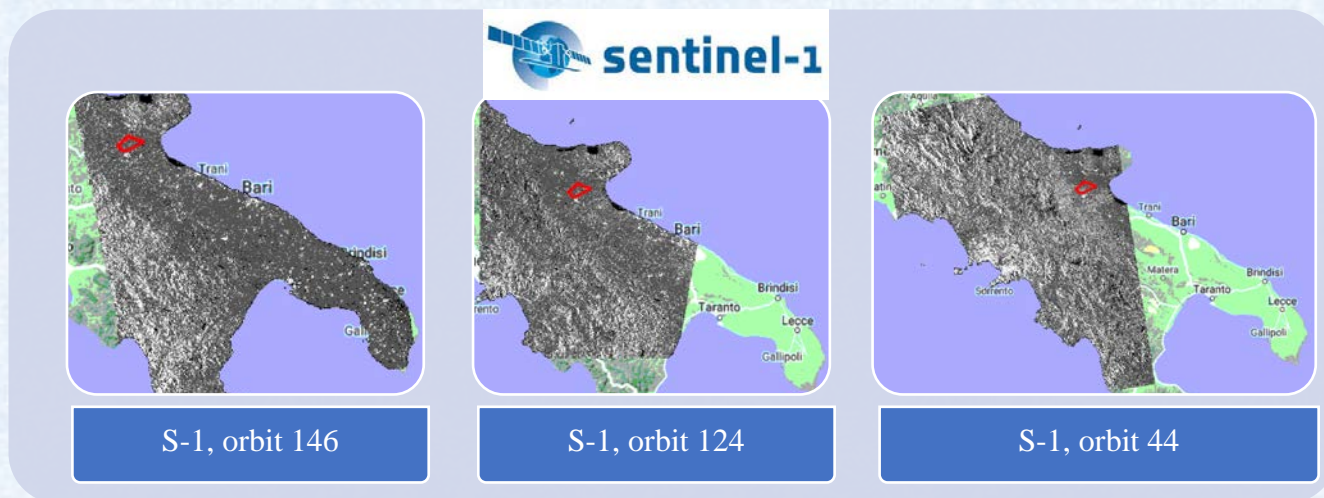 sentinel-1
Trani
Bari
Brindisi
Trani
Bari
Brindisi
Taranto
Lecce
Gallipoli
Trani
Bari
Matera
Sorrento
Taranto
Brindisi
Lecce
Gallipoli
S-1, orbit 146
S-1, orbit 124
S-1, orbit 44